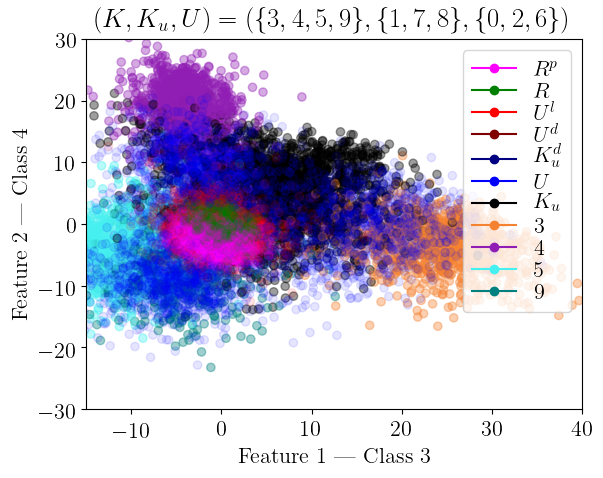 (K, K_u, U) = ({3, 4, 5, 9}, {1, 7, 8}, {0, 2, 6})
30
20
10
0
−10
−20
−30
−10
0
10
20
30
40
Feature 2 — Class 4
Feature 1 — Class 3
R^p
R
U^l
U^d
K_u^d
U
K_u
3
4
5
9